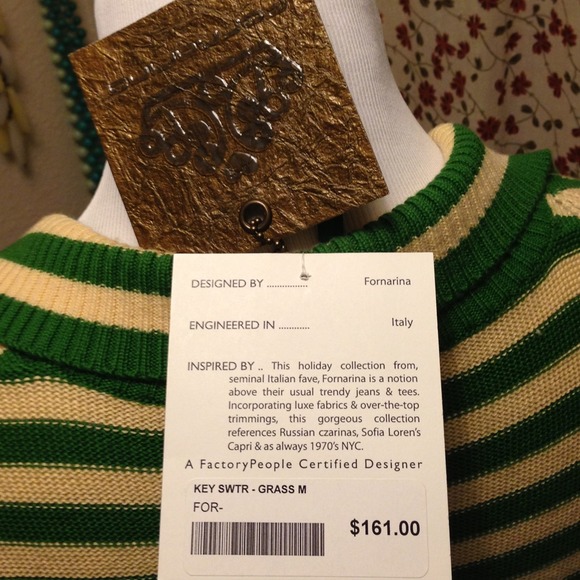 DESIGNED BY ................ Fornarina
ENGINEERED IN ............ Italy
INSPIRED BY .. This holiday collection from,
seminal Italian fave, Fornarina is a notion
above their usual trendy jeans & tees.
Incorporating luxe fabrics & over-the-top
trimmings, this gorgeous collection
references Russian czarinas, Sofia Loren's
Capri & as always 1970's NYC.
A FactoryPeople Certified Designer
KEY SWTR - GRASS M
FOR-
$161.00